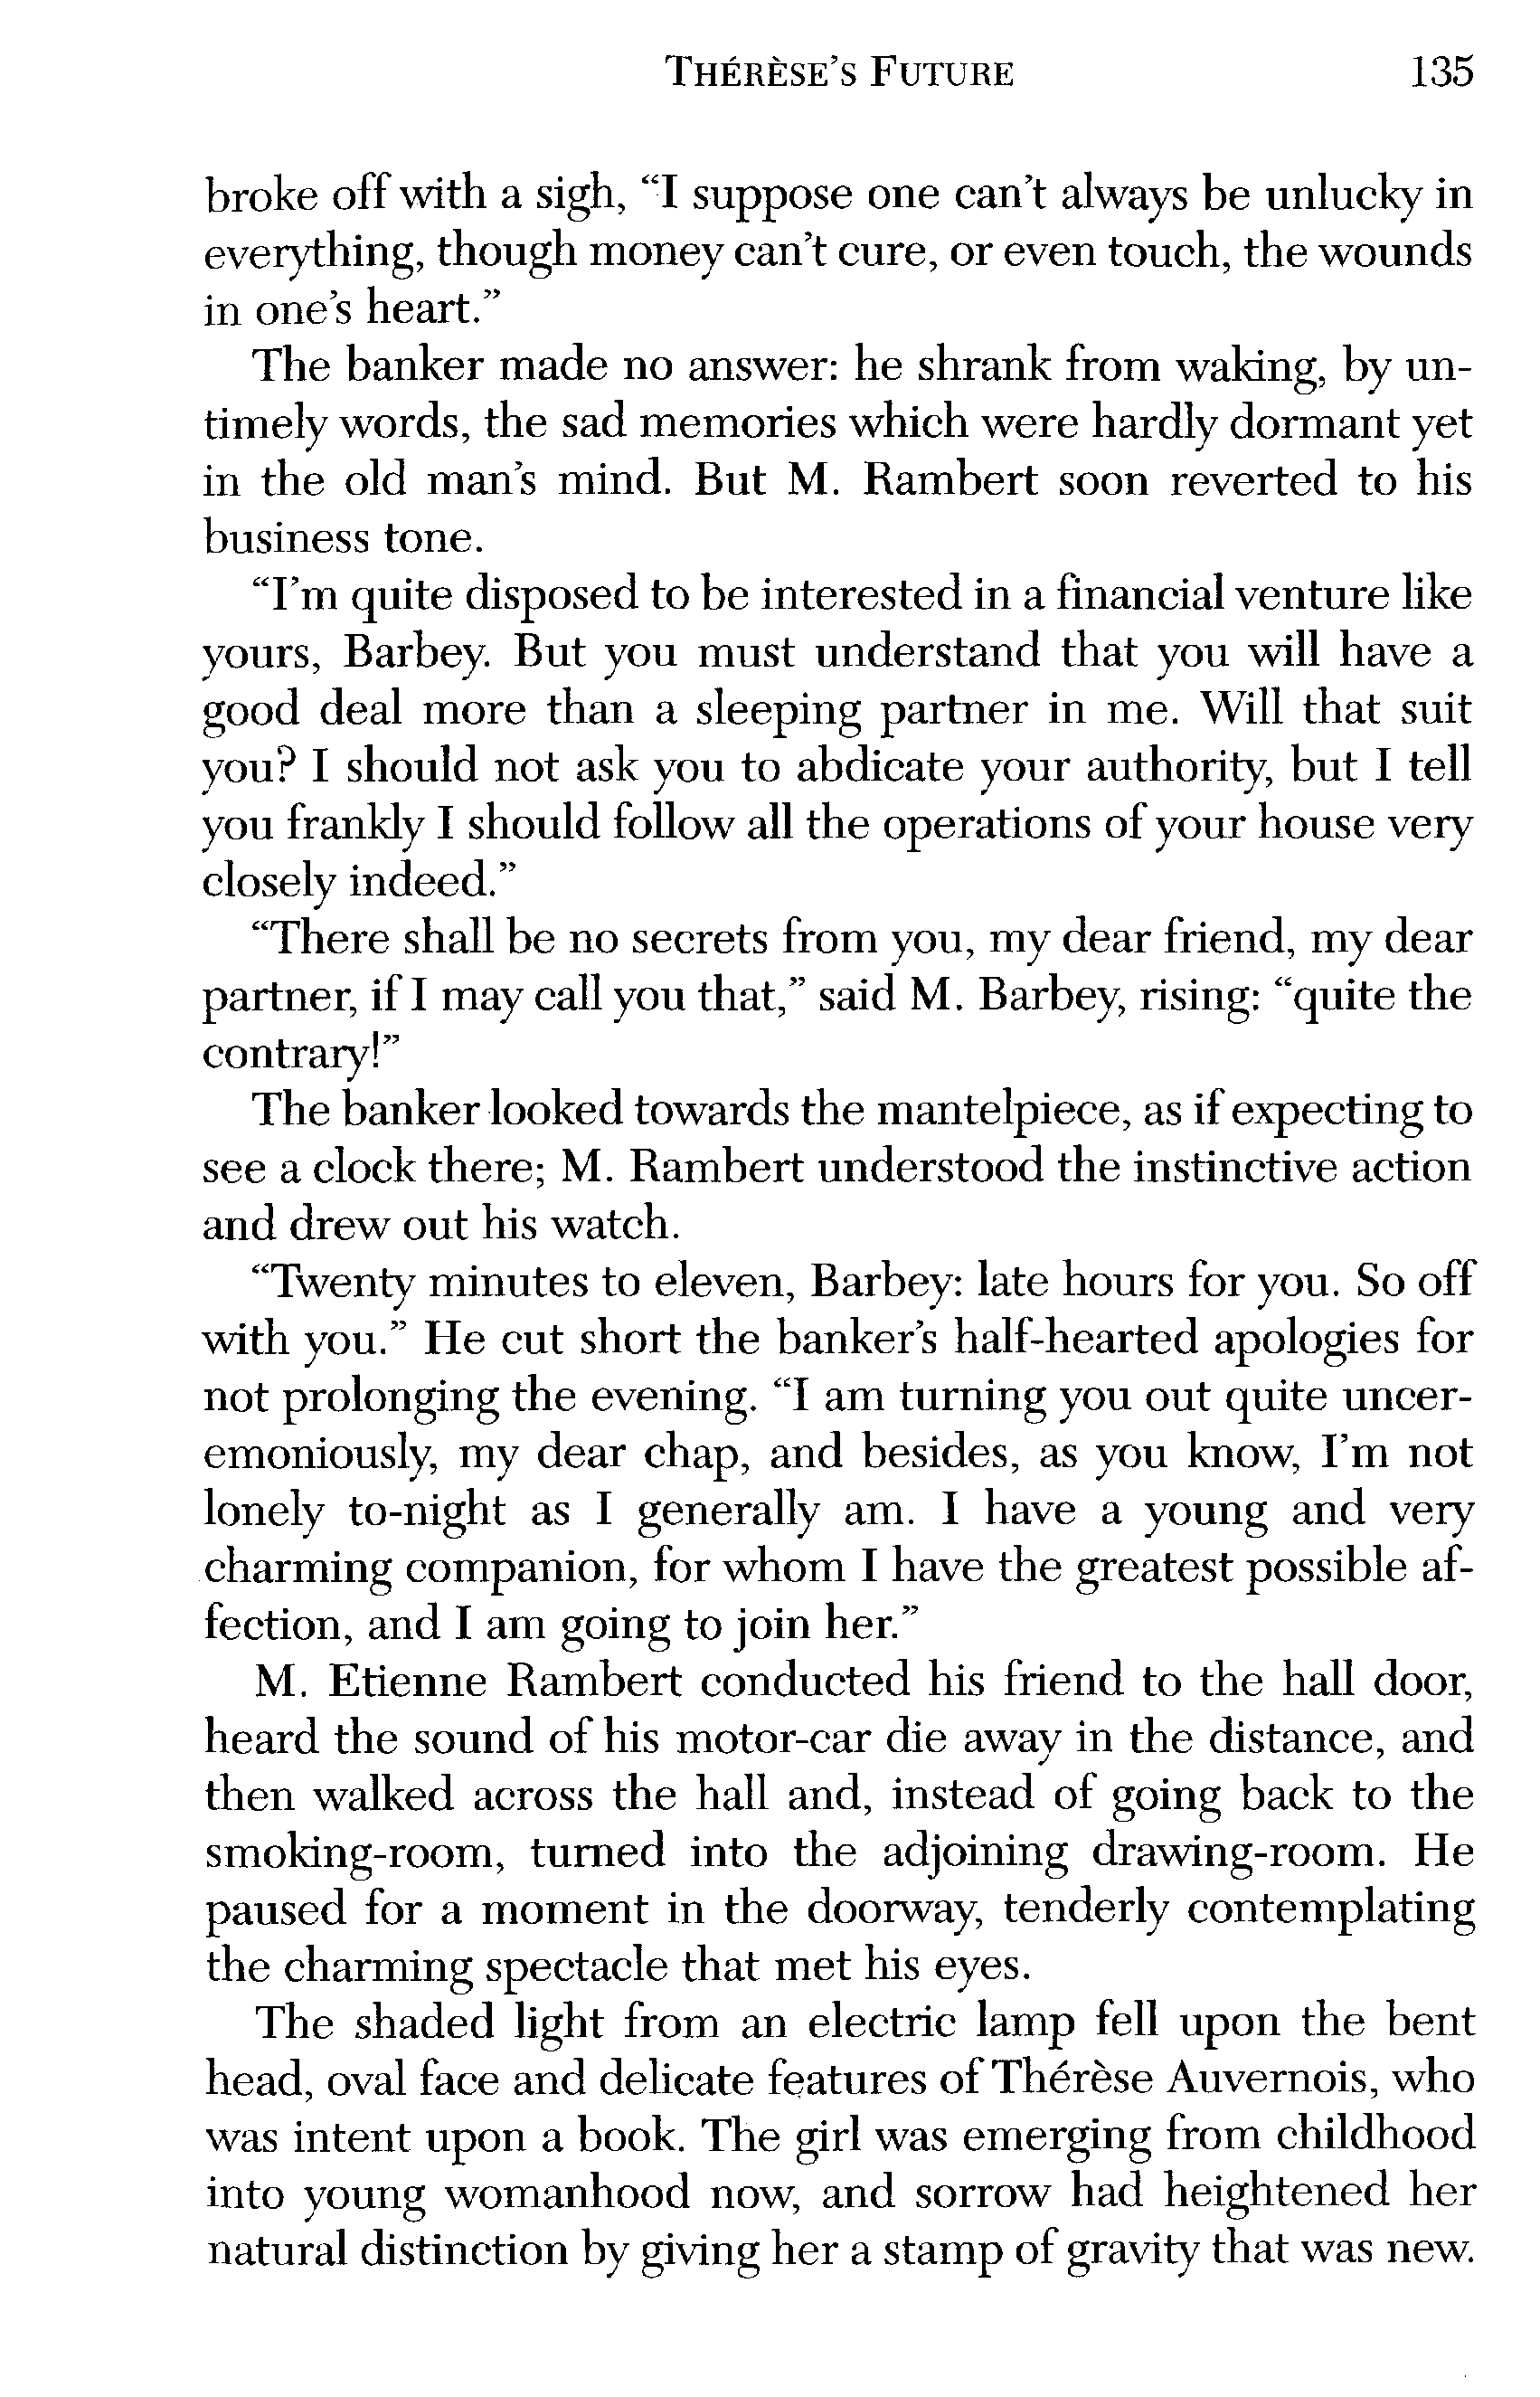 THÉRÈSE'S FUTURE 135
broke off with a sigh, “I suppose one can't always be unlucky in
everything, though money can't cure, or even touch, the wounds
in one's heart.”
The banker made no answer: he shrank from waking, by un-
timely words, the sad memories which were hardly dormant yet
in the old man's mind. But M. Rambert soon reverted to his
business tone.
“I'm quite disposed to be interested in a financial venture like
yours, Barbey. But you must understand that you will have a
good deal more than a sleeping partner in me. Will that suit
you? I should not ask you to abdicate your authority, but I tell
you frankly I should follow all the operations of your house very
closely indeed.”
“There shall be no secrets from you, my dear friend, my dear
partner, if I may call you that,” said M. Barbey, rising: “quite the
contrary!”
The banker looked towards the mantelpiece, as if expecting to
see a clock there; M. Rambert understood the instinctive action
and drew out his watch.
“Twenty minutes to eleven, Barbey: late hours for you. So off
with you.” He cut short the banker's half-hearted apologies for
not prolonging the evening. “I am turning you out quite uncer-
emoniously, my dear chap, and besides, as you know, I'm not
lonely to-night as I generally am. I have a young and very
charming companion, for whom I have the greatest possible af-
fection, and I am going to join her.”
M. Etienne Rambert conducted his friend to the hall door,
heard the sound of his motor-car die away in the distance, and
then walked across the hall and, instead of going back to the
smoking-room, turned into the adjoining drawing-room. He
paused for a moment in the doorway, tenderly contemplating
the charming spectacle that met his eyes.
The shaded light from an electric lamp fell upon the bent
head, oval face and delicate features of Thérèse Auvernois, who
was intent upon a book. The girl was emerging from childhood
into young womanhood now, and sorrow had heightened her
natural distinction by giving her a stamp of gravity that was new.